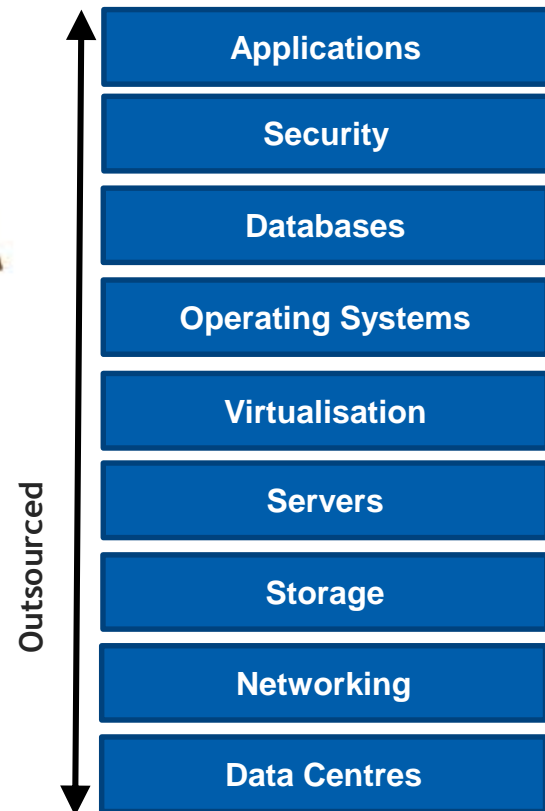 Applications
Security
Databases
Operating Systems
Virtualisation
Servers
Storage
Networking
Data Centres
Outsourced